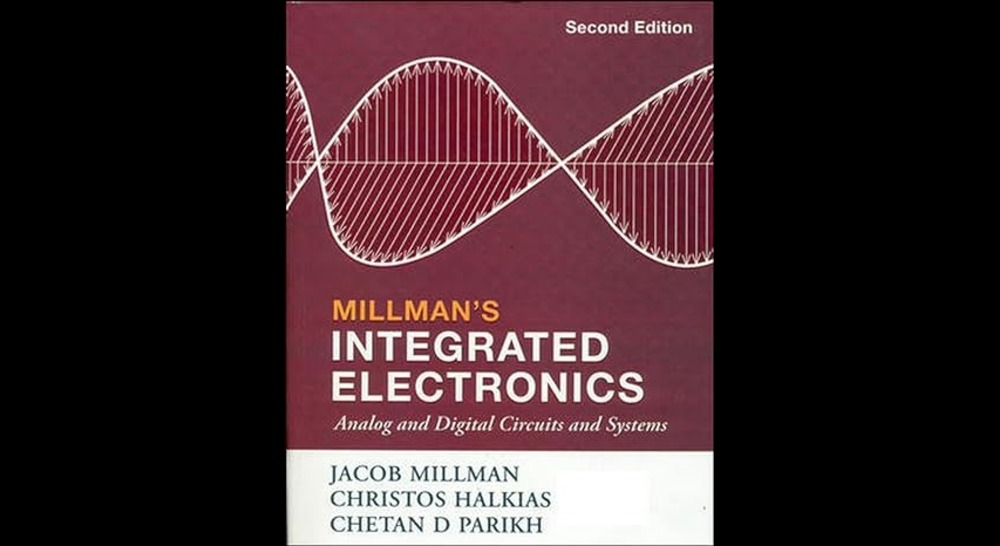 Second Edition
MILLMAN'S
INTEGRATED
ELECTRONICS
Analog and Digital Circuits and Systems
JACOB MILLMAN
CHRISTOS HALKIAS
CHETAN D PARIKH